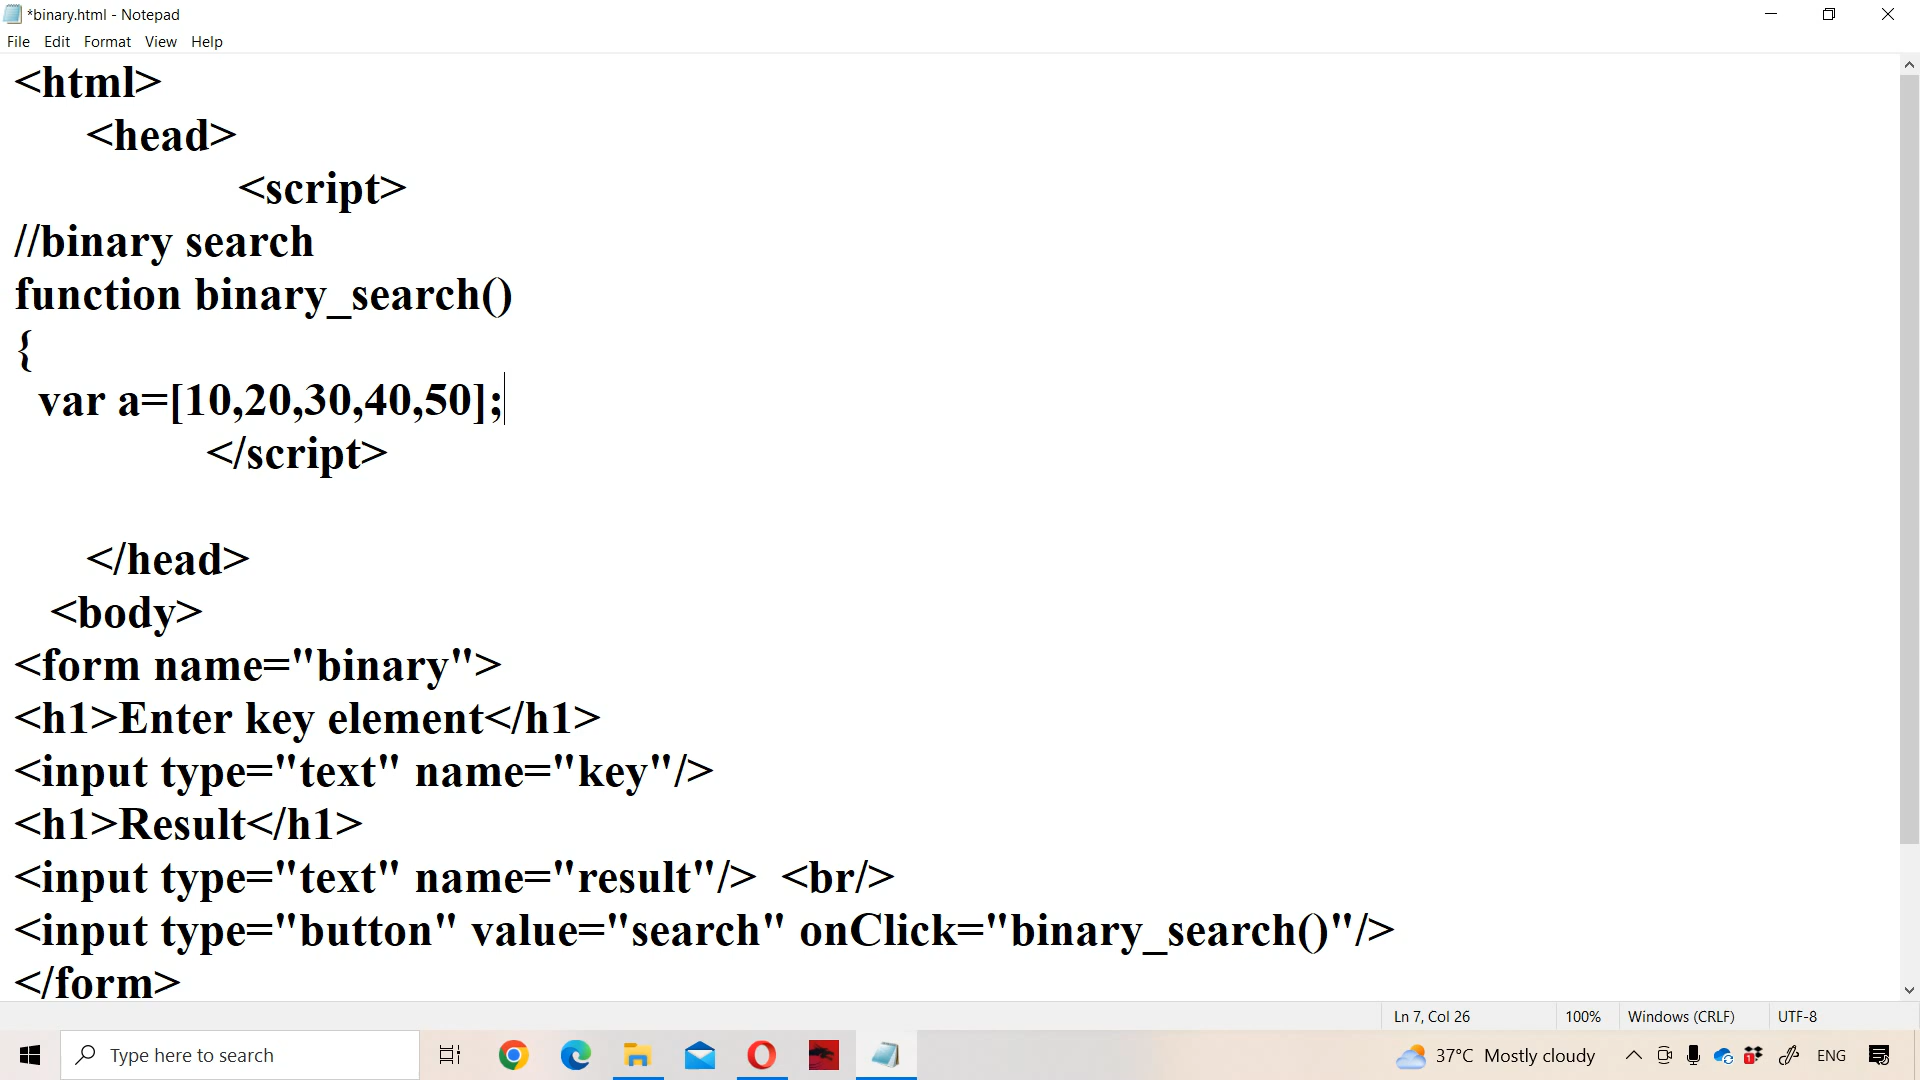 *binary.html - Notepad
File Edit Format View Help
<html>
<head>
<script>
//binary search
function binary_search()
{
var a=[10,20,30,40,50];
</script>
</head>
<body>
<form name="binary">
<h1>Enter key element</h1>
<input type="text" name="key"/>
<h1>Result</h1>
<input type="text" name="result"/> <br/>
<input type="button" value="search" onClick="binary_search()"/>
</form>
Ln 7, Col 26 100% Windows (CRLF) UTF-8
Type here to search 37°C Mostly cloudy 1 ENG